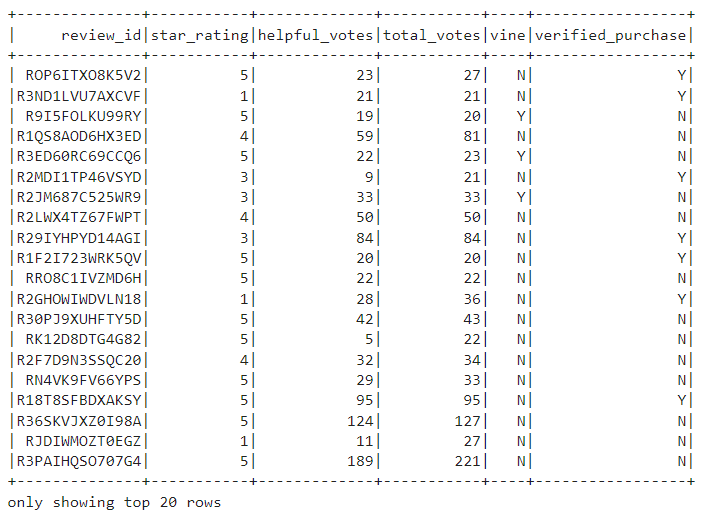 +--------------+-----------+-------------+-----------+----+-----------------+
|     review_id|star_rating|helpful_votes|total_votes|vine|verified_purchase|
+--------------+-----------+-------------+-----------+----+-----------------+
| ROP6ITXO8K5V2|          5|           23|         27|   N|                Y|
|R3ND1LVU7AXCVF|          1|           21|         21|   N|                Y|
| R9I5FOLKU99RY|          5|           19|         20|   Y|                N|
|R1QS8AOD6HX3ED|          4|           59|         81|   N|                N|
|R3ED60RC69CCQ6|          5|           22|         23|   Y|                N|
|R2MDI1TP46VSYD|          3|            9|         21|   N|                Y|
|R2JM687C525WR9|          3|           33|         33|   Y|                N|
|R2LWX4TZ67FWPT|          4|           50|         50|   N|                N|
|R29IYHPYD14AGI|          3|           84|         84|   N|                Y|
|R1F2I723WRK5QV|          5|           20|         20|   N|                Y|
| RRO8C1IVZMD6H|          5|           22|         22|   N|                N|
|R2GHOWIWDVLN18|          1|           28|         36|   N|                Y|
|R30PJ9XUHFTY5D|          5|           42|         43|   N|                N|
| RK12D8DTG4G82|          5|            5|         22|   N|                N|
|R2F7D9N3SSQC20|          4|           32|         34|   N|                N|
| RN4VK9FV66YPS|          5|           29|         33|   N|                N|
|R18T8SFBDXAKSY|          5|           95|         95|   N|                Y|
|R36SKVJXZ0I98A|          5|          124|        127|   N|                N|
| RJDIWMOZT0EGZ|          1|           11|         27|   N|                N|
|R3PAIHQSO707G4|          5|          189|        221|   N|                N|
+--------------+-----------+-------------+-----------+----+-----------------+
only showing top 20 rows